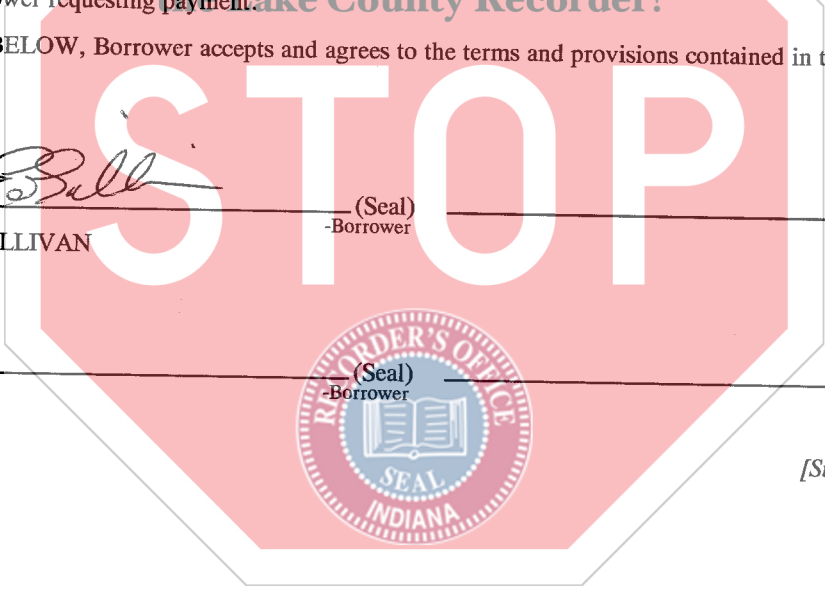 the Lake County Recorder!
wer requesting payment.
BELOW, Borrower accepts and agrees to the terms and provisions contained in t
STOP
(Seal)
-Borrower
LLIVAN
(Seal)
-Borrower
RECORDER'S OFFICE
SEAL
INDIANA
[Si